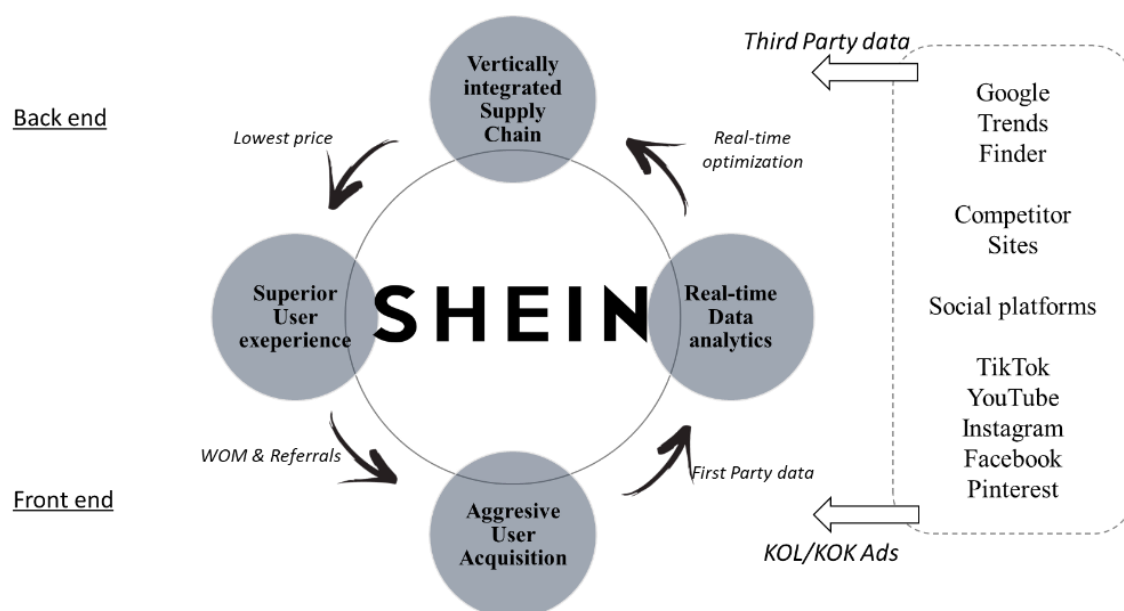 Third Party data
Back end
Vertically
integrated
Supply
Chain
Lowest price
Real-time
optimization
Google
Trends
Finder
Competitor
Sites
Social platforms
TikTok
YouTube
Instagram
Facebook
Pinterest
Superior
User
exeperience
SHEIN
Real-time
Data
analytics
WOM & Referrals
First Party data
Front end
Aggresive
User
Acquisition
KOL/KOK Ads